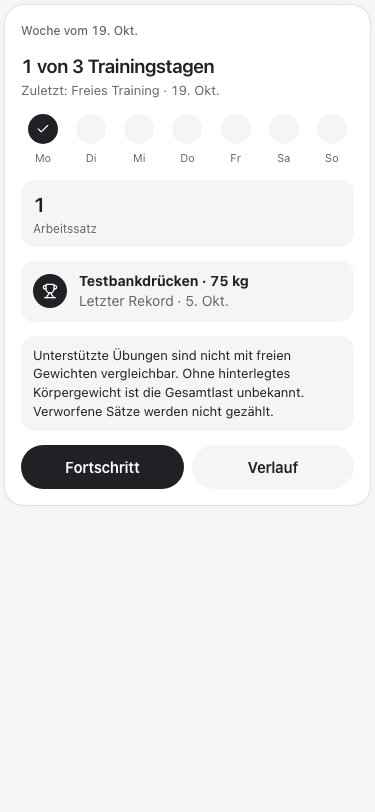 Woche vom 19. Okt.
1 von 3 Trainingstagen
Zuletzt: Freies Training · 19. Okt.
Mo Di Mi Do Fr Sa So
1
Arbeitssatz
Testbankdrücken · 75 kg
Letzter Rekord · 5. Okt.
Unterstützte Übungen sind nicht mit freien
Gewichten vergleichbar. Ohne hinterlegtes
Körpergewicht ist die Gesamtlast unbekannt.
Verworfene Sätze werden nicht gezählt.
Fortschritt Verlauf